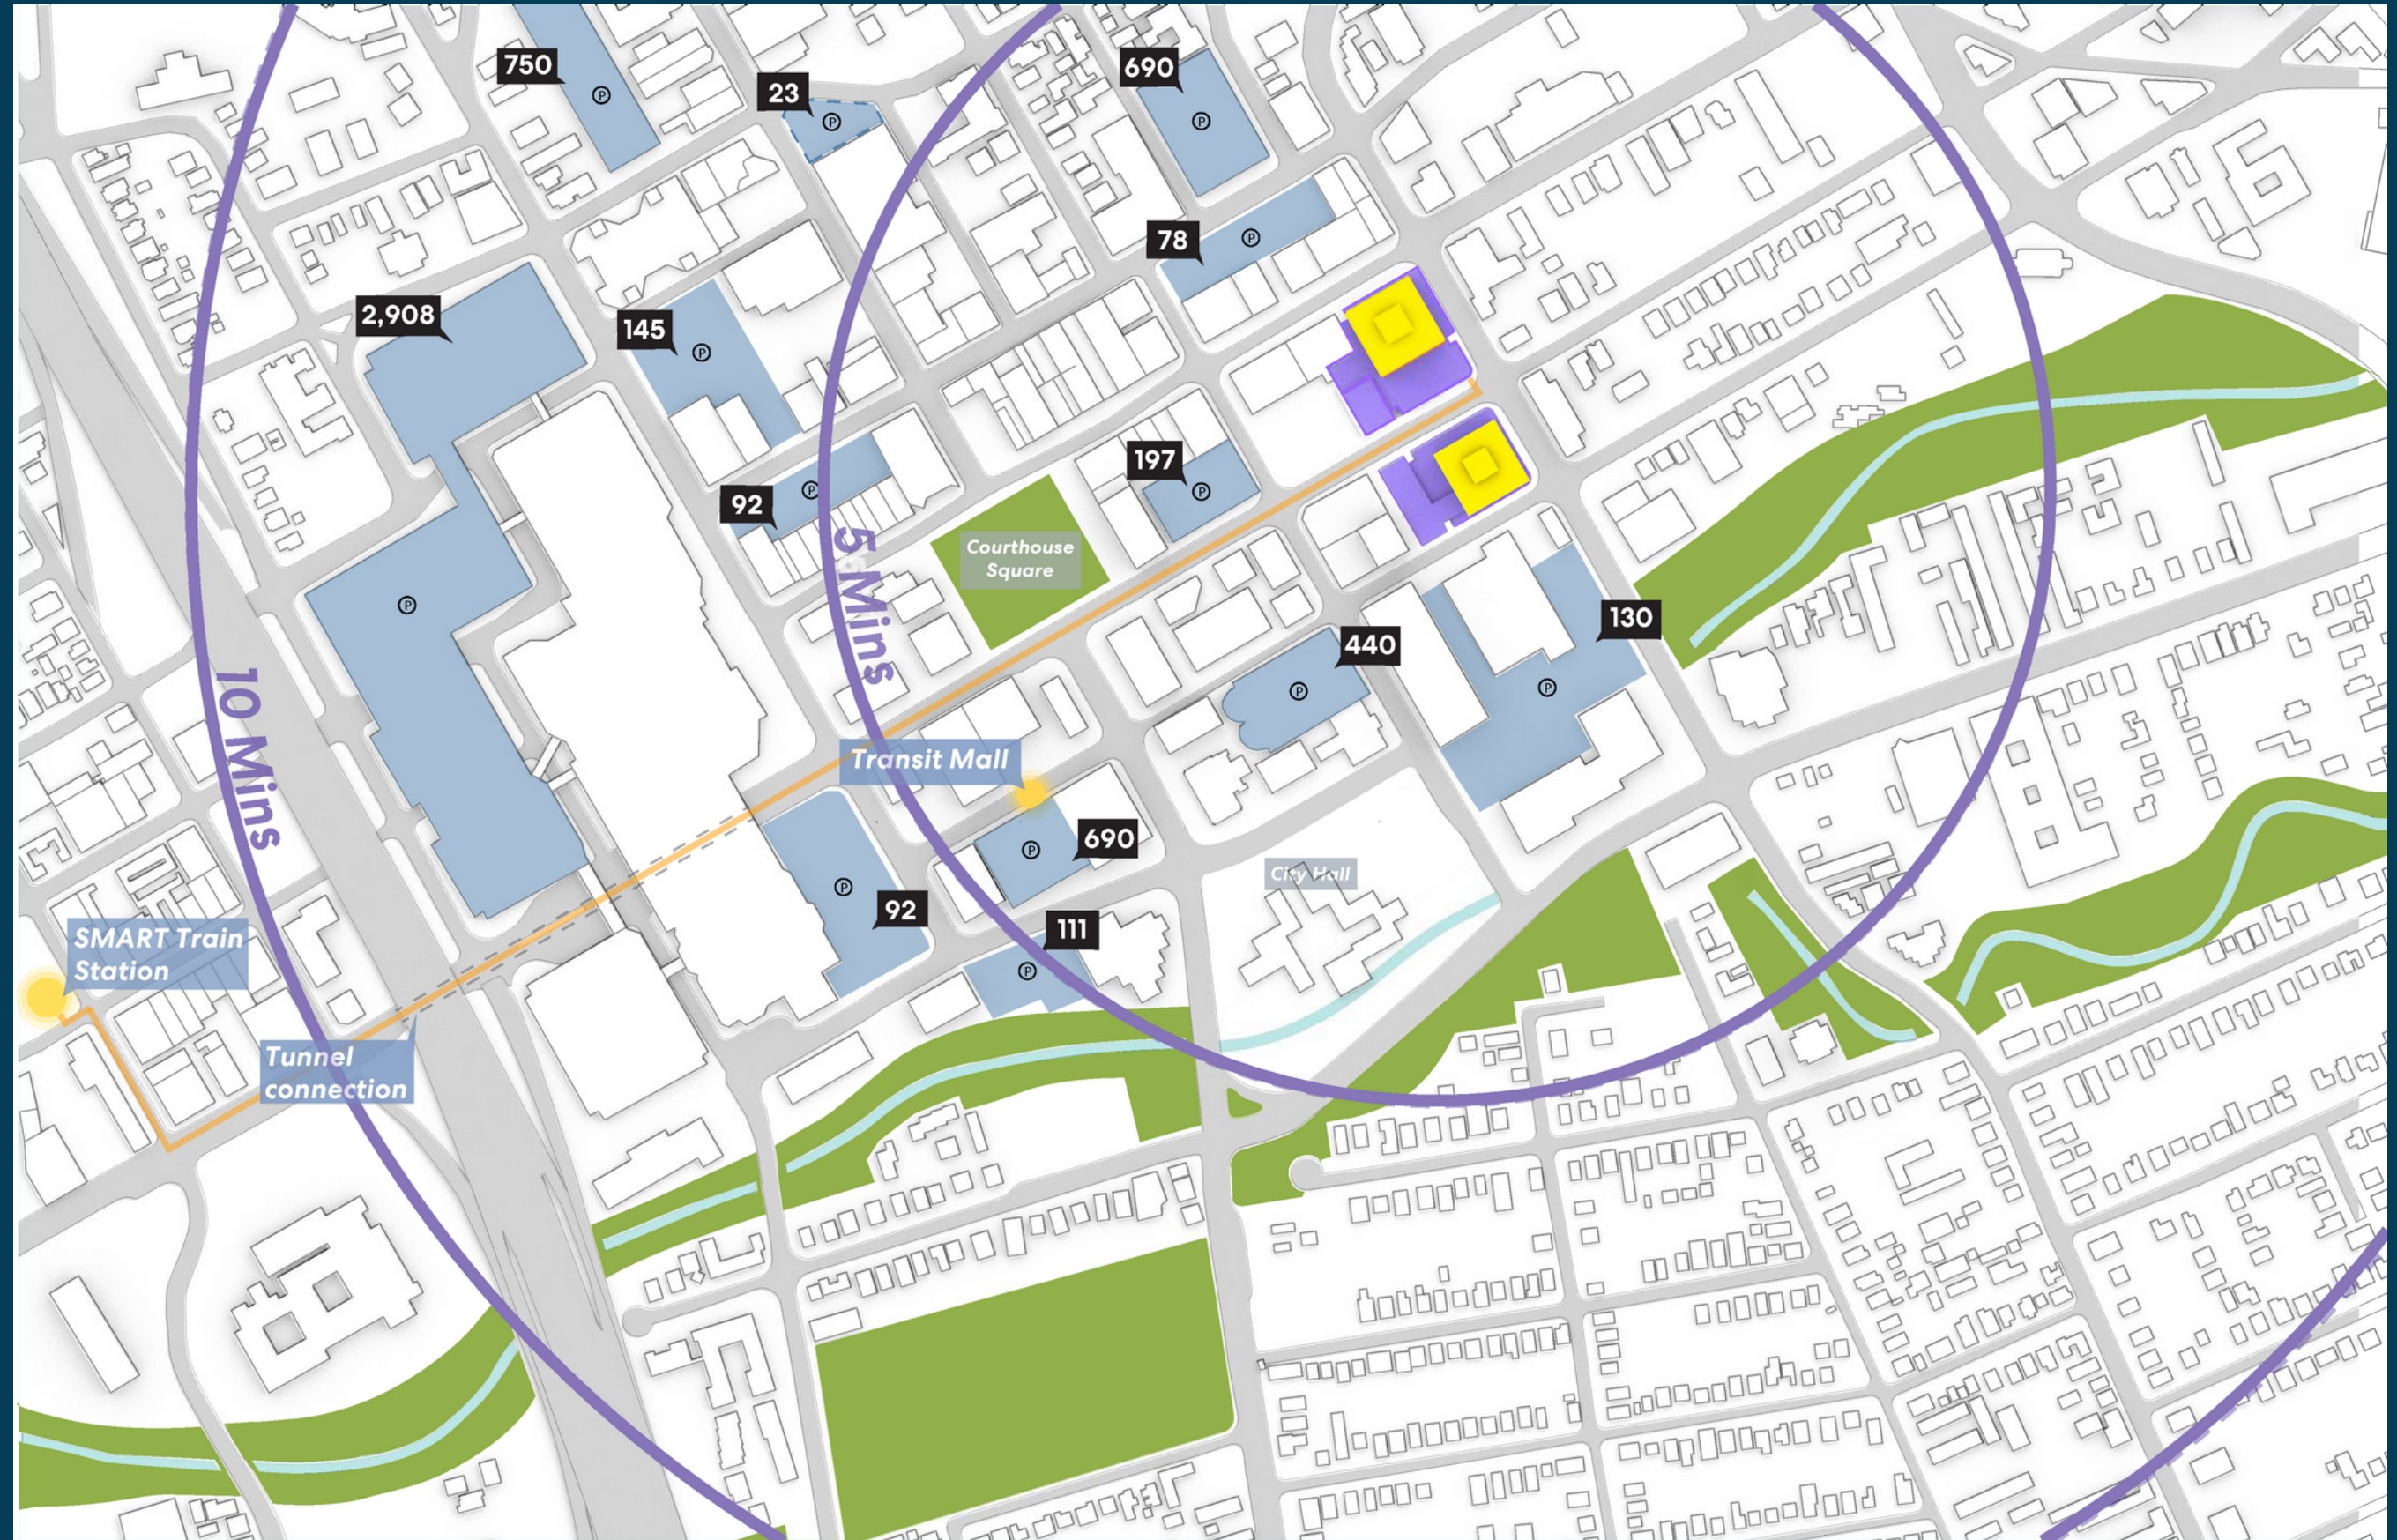 750
690
23
78
2,908
145
197
92
5 Mins
Courthouse
Square
130
440
10 Mins
Transit Mall
690
City Hall
92
111
SMART Train
Station
Tunnel
connection
P
P
P
P
P
P
P
P
P
P
P
P
P